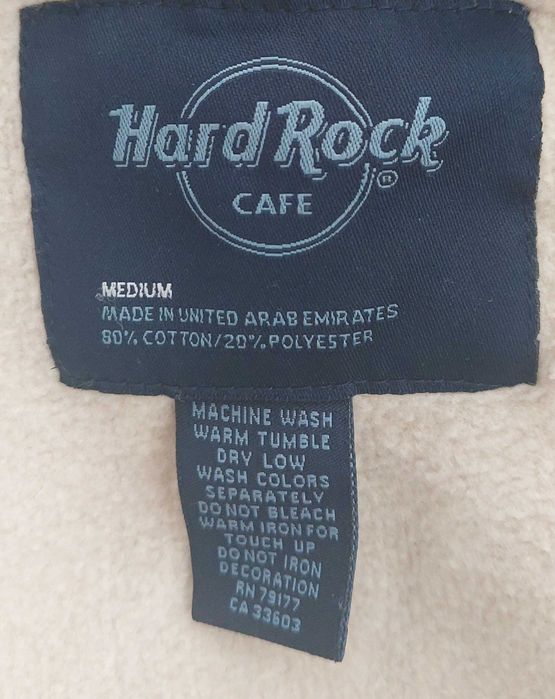 Hard Rock
®
CAFE
MEDIUM
MADE IN UNITED ARAB EMIRATES
80% COTTON/20% POLYESTER
MACHINE WASH
WARM TUMBLE
DRY LOW
WASH COLORS
SEPARATELY
DO NOT BLEACH
WARM IRON FOR
TOUCH UP
DO NOT IRON
DECORATION
RN 79177
CA 33603